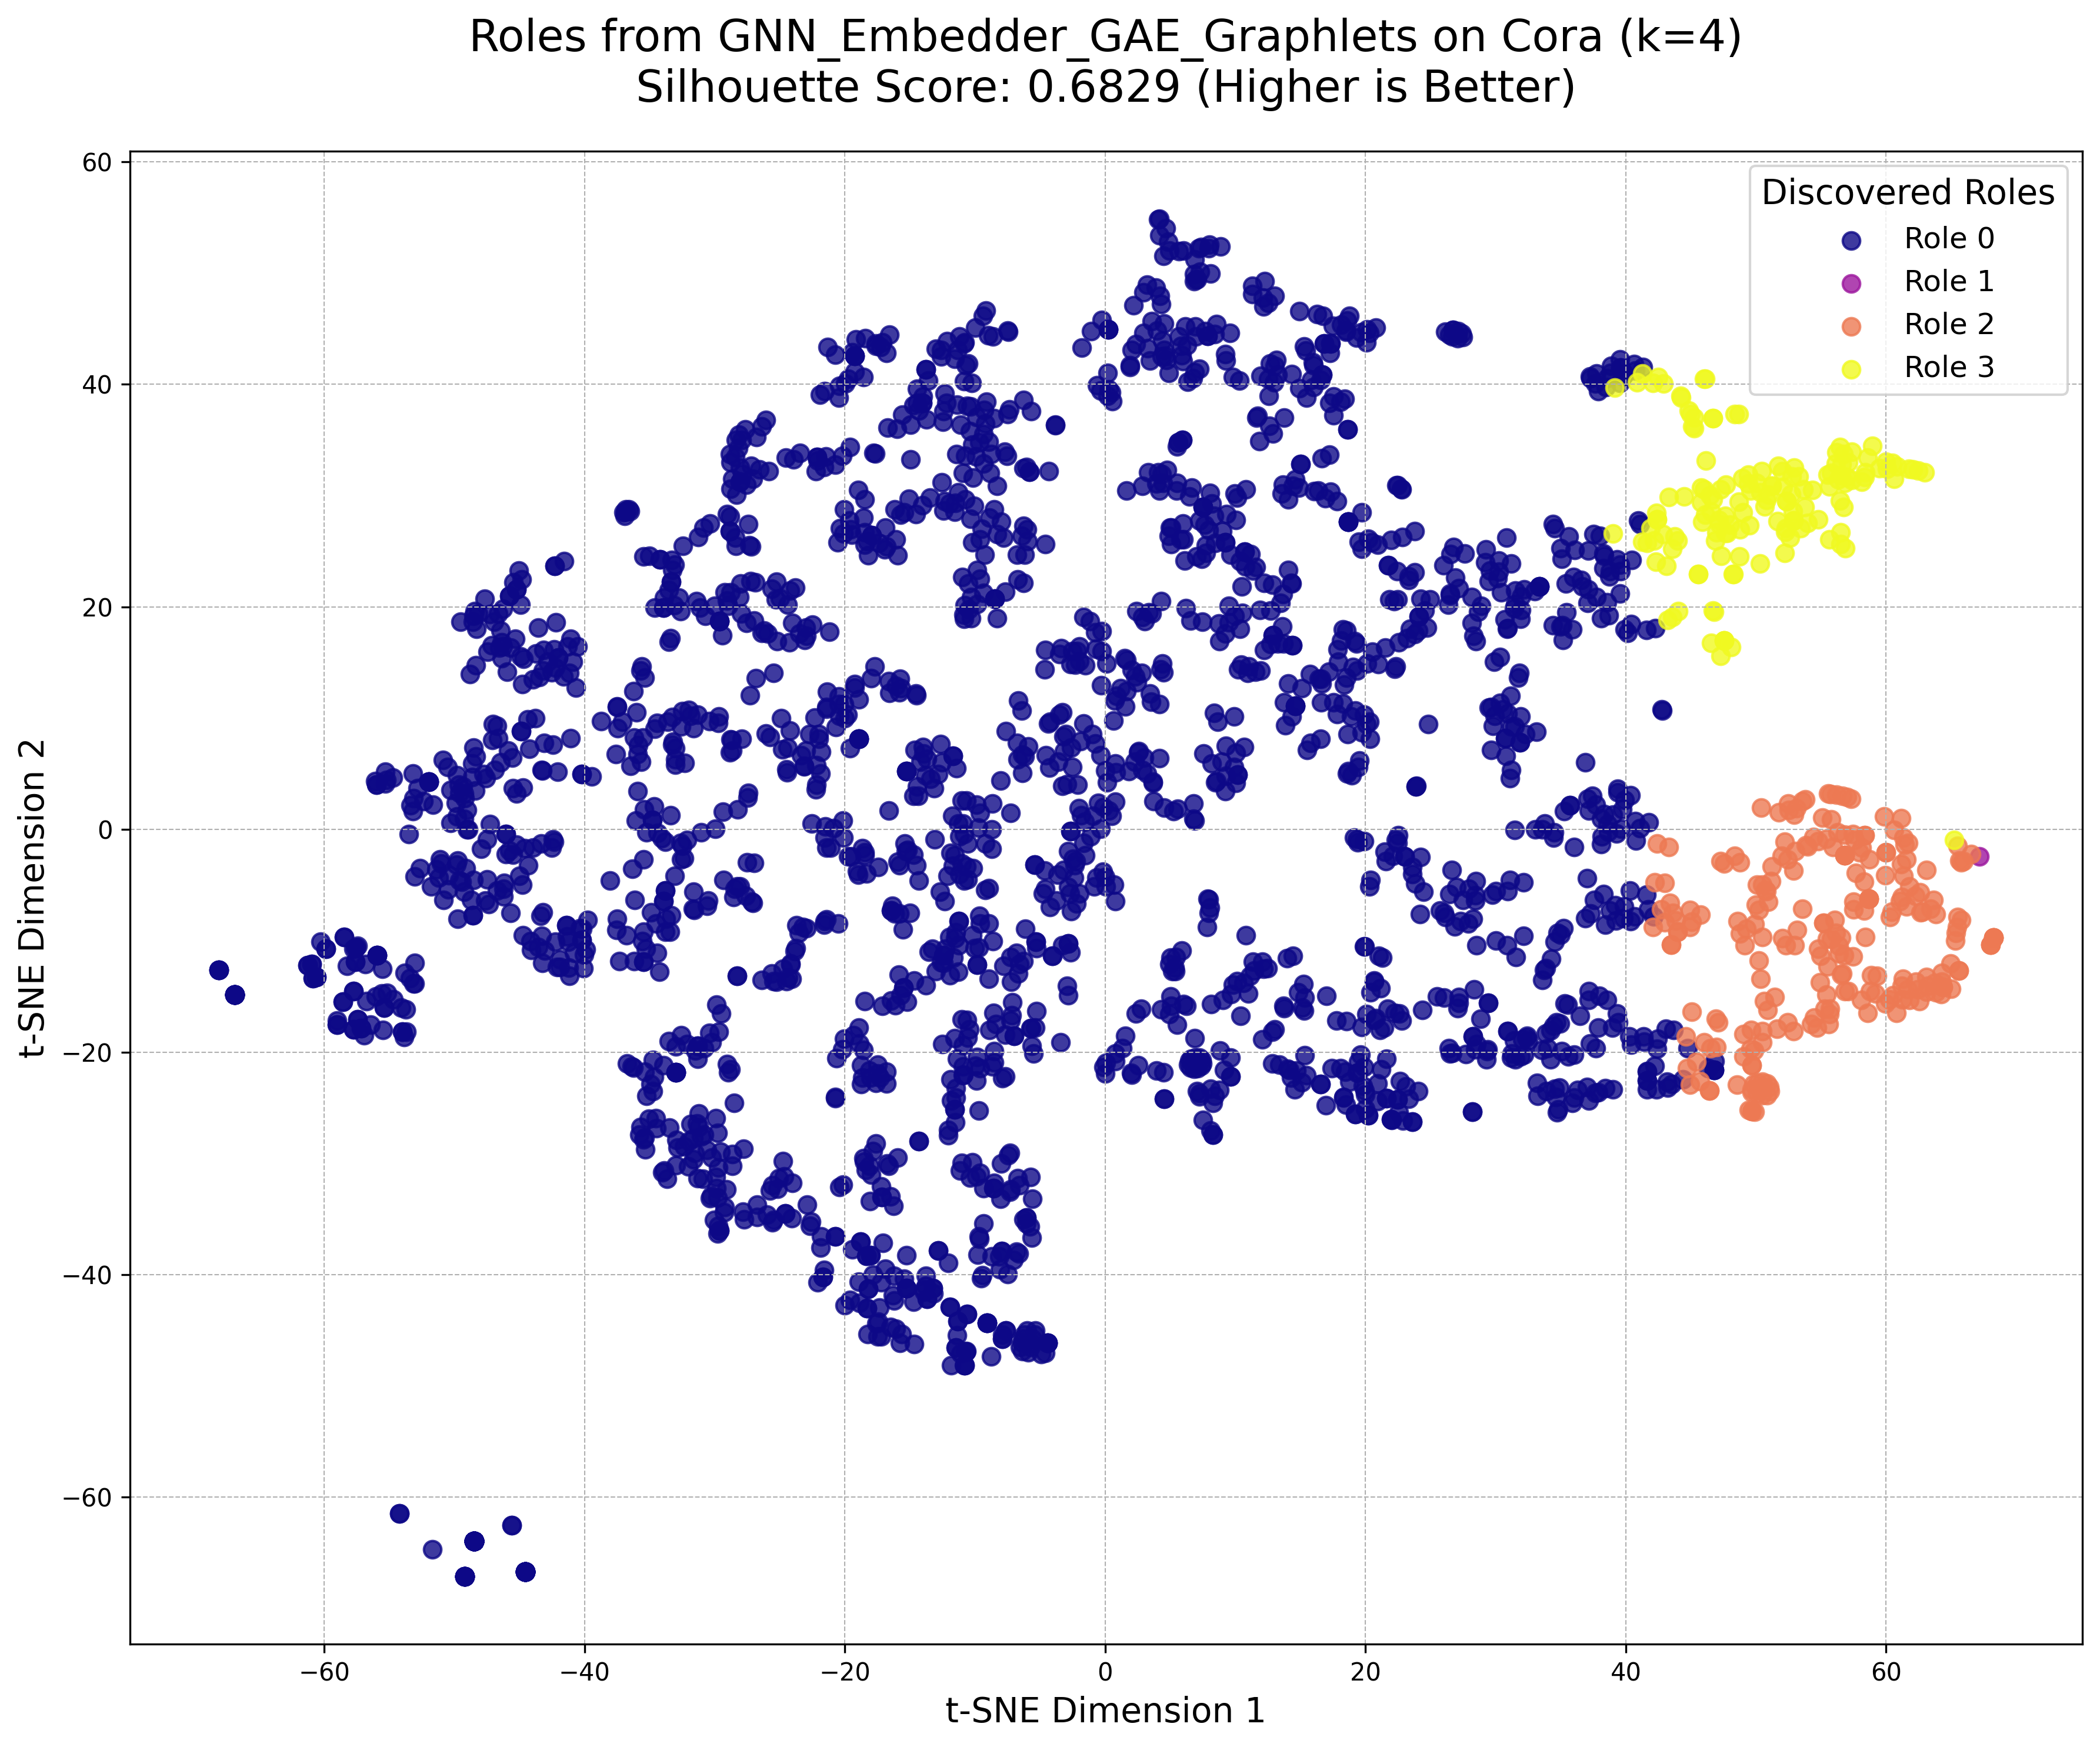 Roles from GNN_Embedder_GAE_Graphlets on Cora (k=4)
Silhouette Score: 0.6829 (Higher is Better)
Discovered Roles
Role 0
Role 1
Role 2
Role 3
60
40
20
0
−20
−40
−60
t-SNE Dimension 2
−60
−40
−20
0
20
40
60
t-SNE Dimension 1